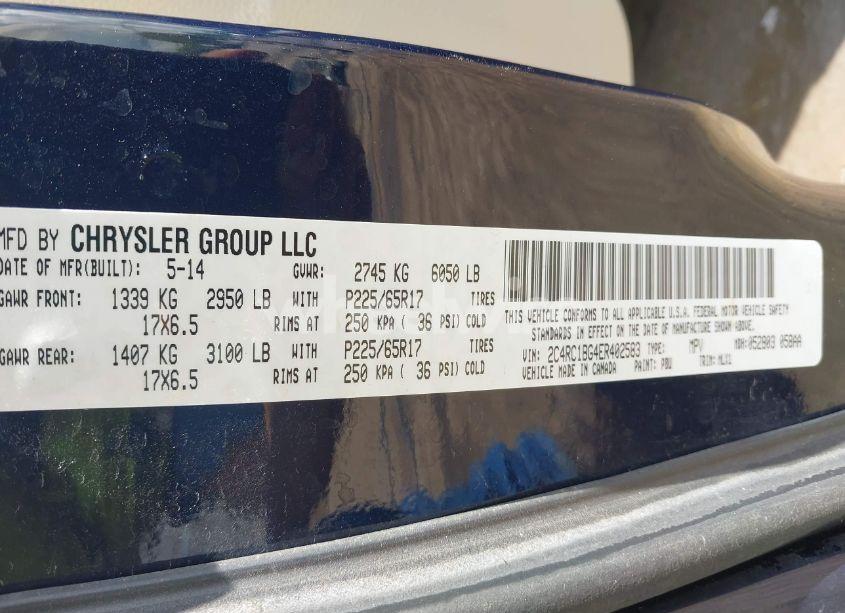 MFD BY CHRYSLER GROUP LLC
DATE OF MFR(BUILT): 5-14 GVWR: 2745 KG 6050 LB
GAWR FRONT: 1339 KG 2950 LB WITH P225/65R17 TIRES
17X6.5 RIMS AT 250 KPA ( 36 PSI) COLD
GAWR REAR: 1407 KG 3100 LB WITH P225/65R17 TIRES
17X6.5 RIMS AT 250 KPA ( 36 PSI) COLD
THIS VEHICLE CONFORMS TO ALL APPLICABLE U.S.A. FEDERAL MOTOR VEHICLE SAFETY
STANDARDS IN EFFECT ON THE DATE OF MANUFACTURE SHOWN ABOVE.
VIN: 2C4RC1BG4ER402583 TYPE: MPV MDH: 052803 058AA
VEHICLE MADE IN CANADA PAINT: PBU TRIM: